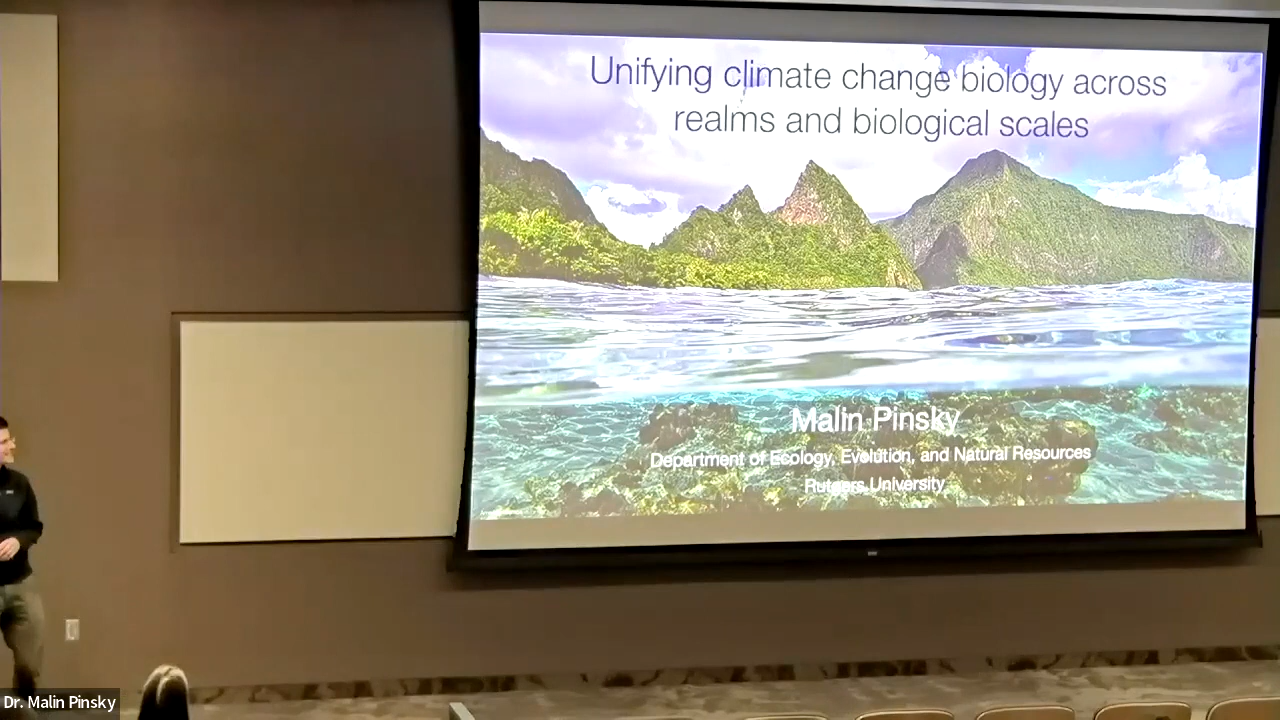 Unifying climate change biology across
realms and biological scales
Malin Pinsky
Department of Ecology, Evolution, and Natural Resources
Rutgers University
Dr. Malin Pinsky